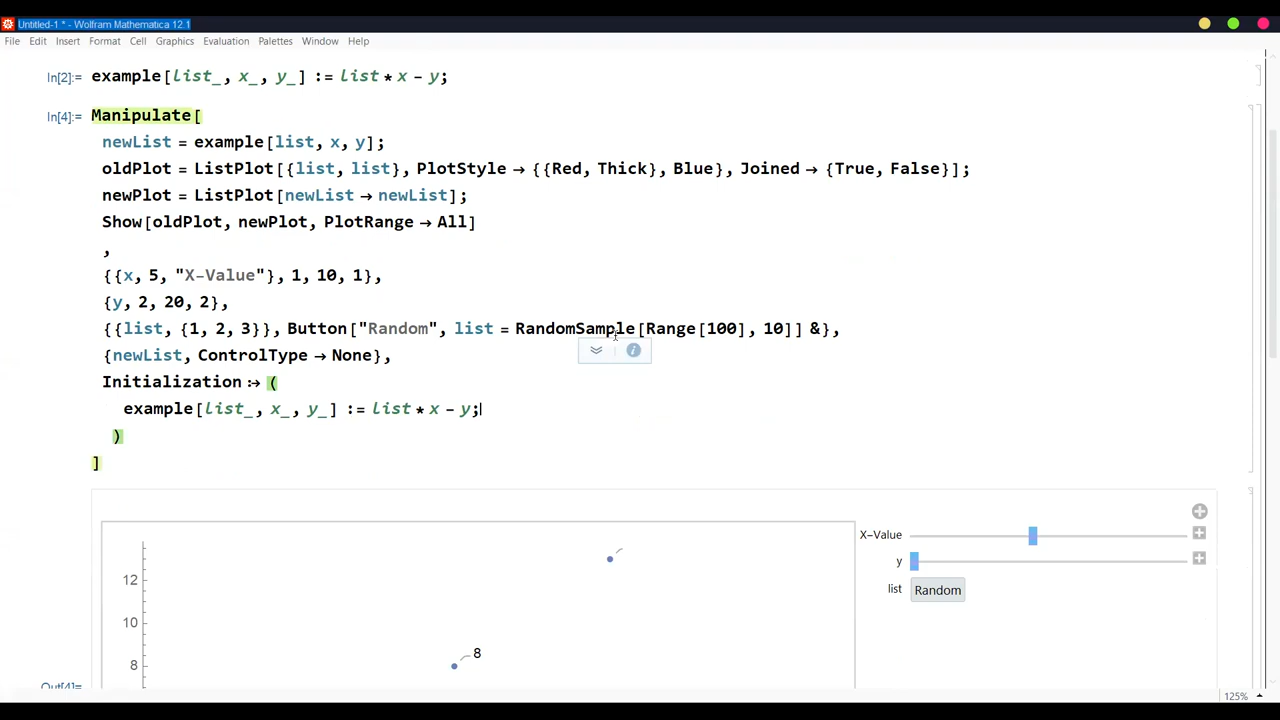 Untitled-1 * - Wolfram Mathematica 12.1
File Edit Insert Format Cell Graphics Evaluation Palettes Window Help
In[2]:= example[list_, x_, y_] := list * x - y;
In[4]:= Manipulate[
newList = example[list, x, y];
oldPlot = ListPlot[{list, list}, PlotStyle → {{Red, Thick}, Blue}, Joined → {True, False}];
newPlot = ListPlot[newList → newList];
Show[oldPlot, newPlot, PlotRange → All]
,
{{x, 5, "X-Value"}, 1, 10, 1},
{y, 2, 20, 2},
{{list, {1, 2, 3}}, Button["Random", list = RandomSample[Range[100], 10]] &},
{newList, ControlType → None},
Initialization :→ (
example[list_, x_, y_] := list * x - y;
)
]
X-Value
y
12
list Random
10
8
8
Out[4]=
125%